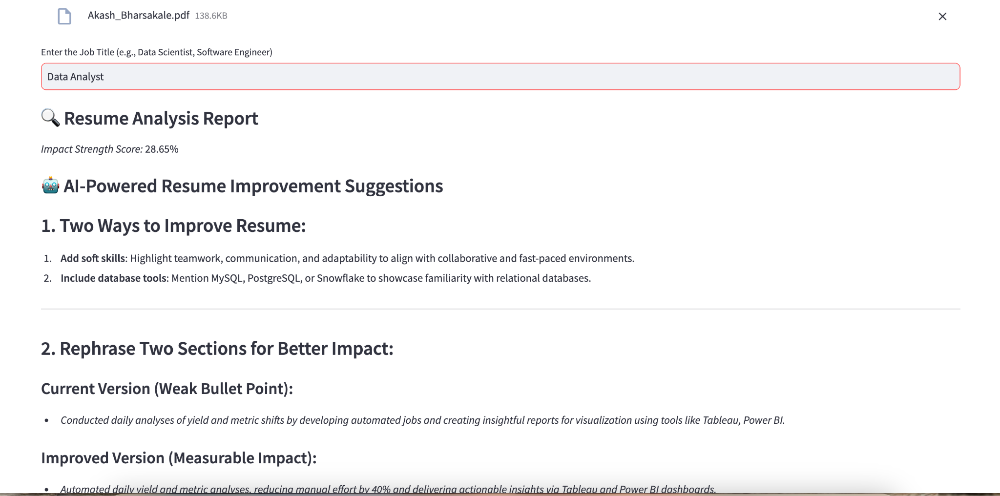 Akash_Bharsakale.pdf 138.6KB
Enter the Job Title (e.g., Data Scientist, Software Engineer)
Data Analyst
🔍 Resume Analysis Report
Impact Strength Score: 28.65%
🤖 AI-Powered Resume Improvement Suggestions
1. Two Ways to Improve Resume:
1. Add soft skills: Highlight teamwork, communication, and adaptability to align with collaborative and fast-paced environments.
2. Include database tools: Mention MySQL, PostgreSQL, or Snowflake to showcase familiarity with relational databases.
2. Rephrase Two Sections for Better Impact:
Current Version (Weak Bullet Point):
• Conducted daily analyses of yield and metric shifts by developing automated jobs and creating insightful reports for visualization using tools like Tableau, Power BI.
Improved Version (Measurable Impact):
• Automated daily yield and metric analyses, reducing manual effort by 40% and delivering actionable insights via Tableau and Power BI dashboards.